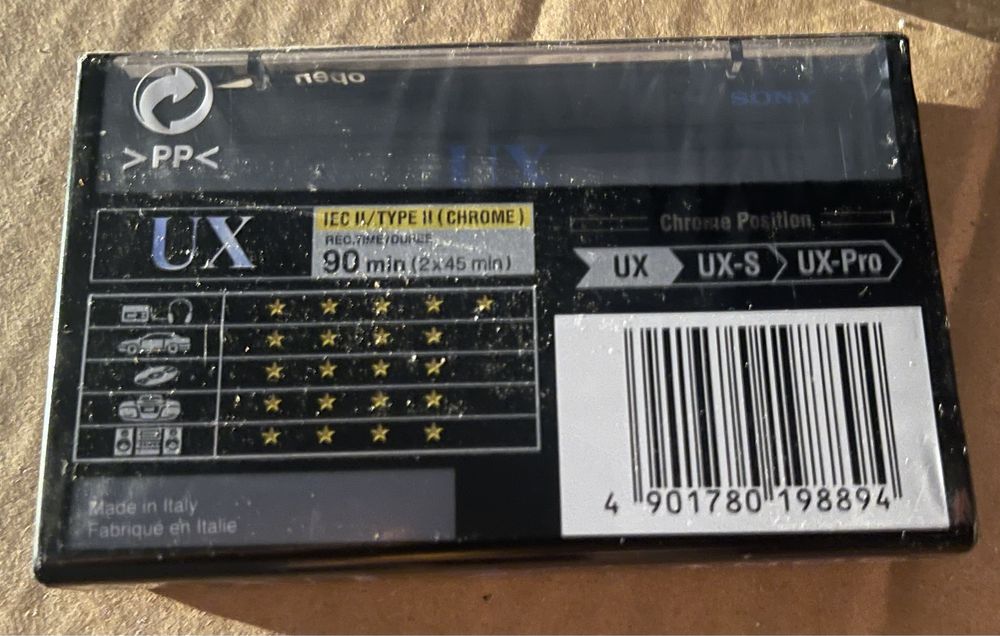 open
SONY
>PP<
UX
UX
IEC II/TYPE II (CHROME)
REC.TIME/DURÉE
90 min (2x45 min)
Chrome Position
UX UX-S UX-Pro
Made in Italy
Fabriqué en Italie
4 901780 198894